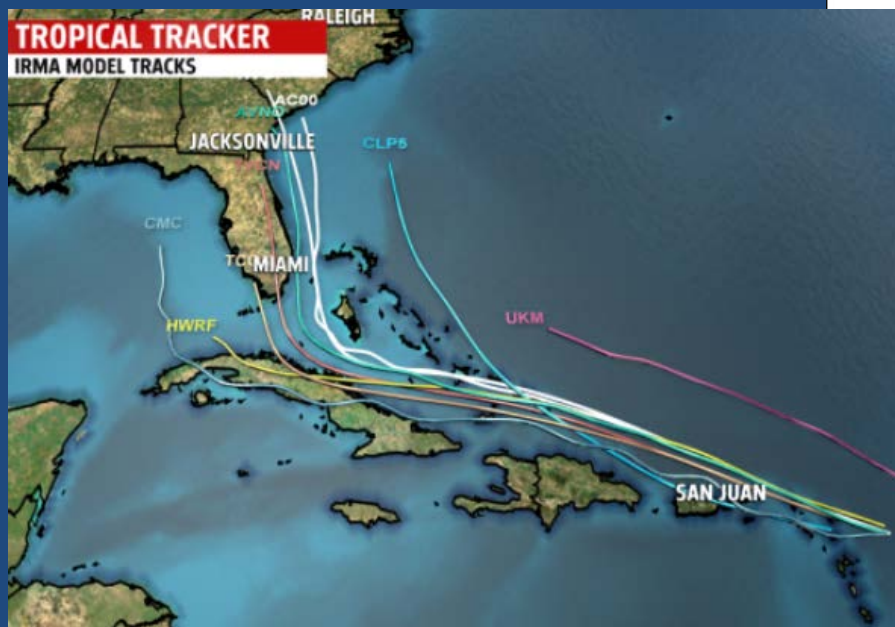 RALEIGH
TROPICAL TRACKER
IRMA MODEL TRACKS
AC00
JACKSONVILLE
CLP5
CMC
MIAMI
HWRF
UKM
SAN JUAN